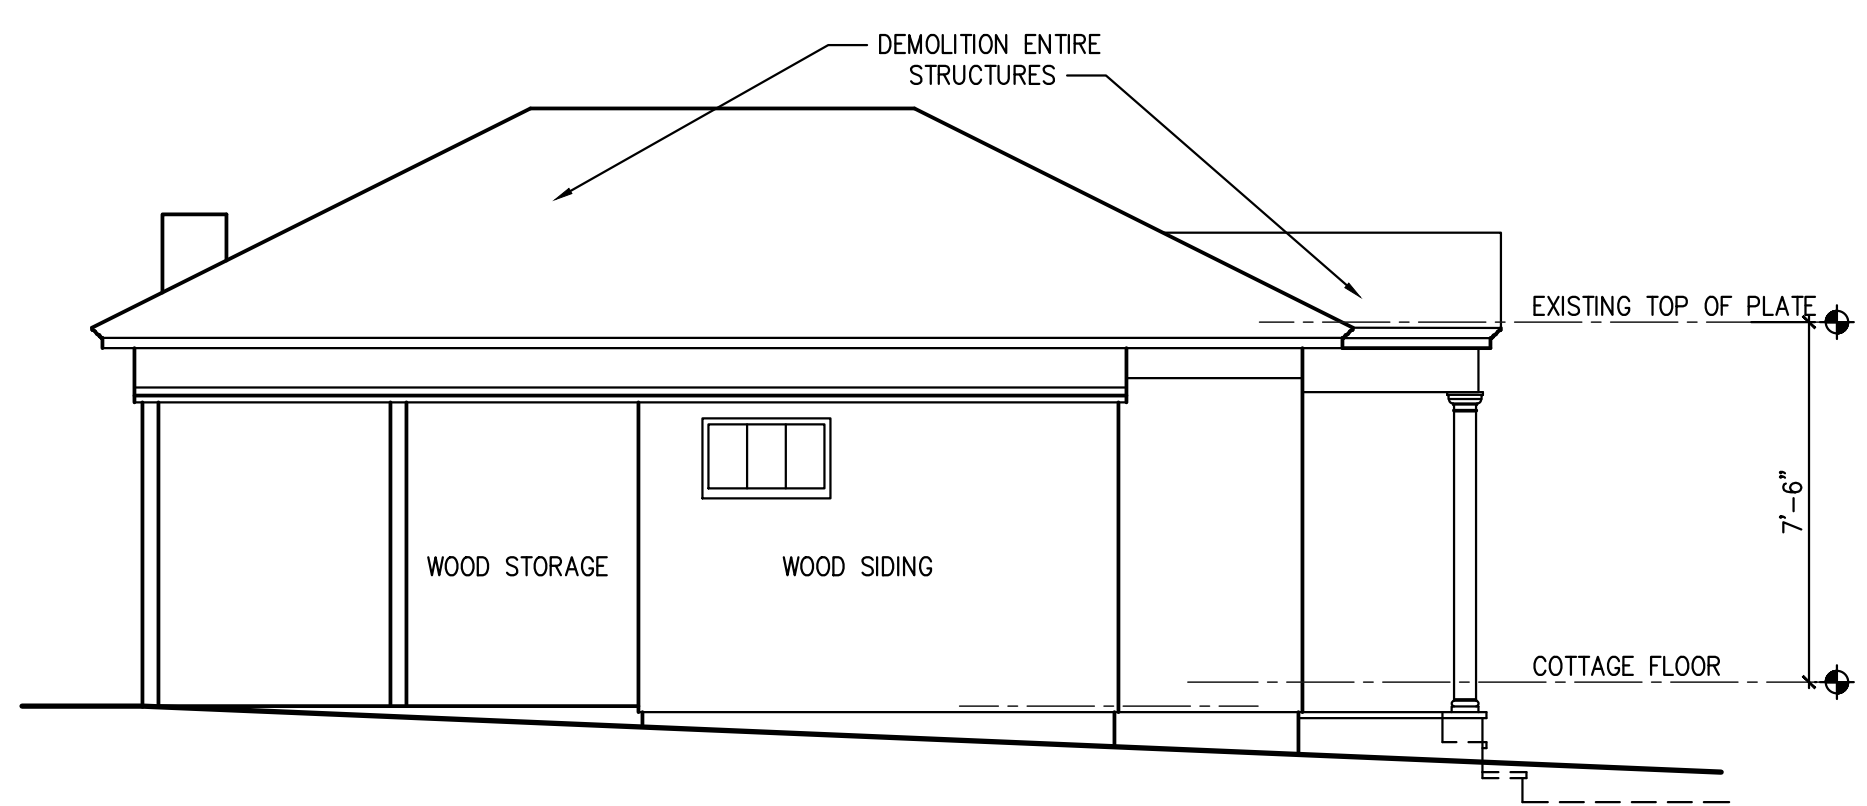 DEMOLITION ENTIRE
STRUCTURES
EXISTING TOP OF PLATE
7'-6"
WOOD STORAGE
WOOD SIDING
COTTAGE FLOOR